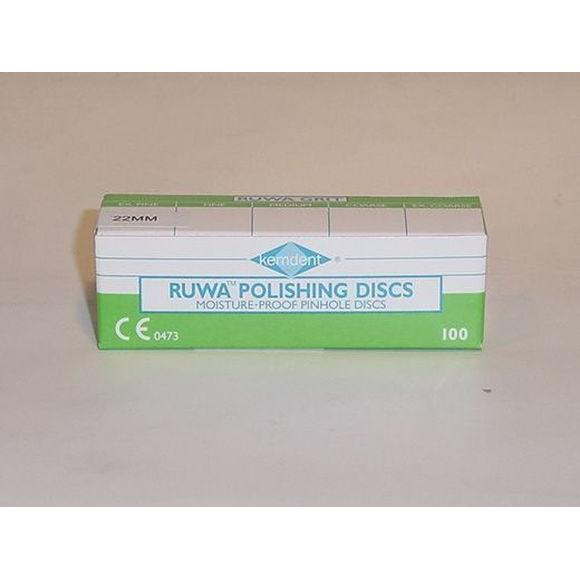 RUWA GRIT
EX. FINE FINE MEDIUM COARSE EX. COARSE
22MM
kemdent ®
RUWA™ POLISHING DISCS
MOISTURE-PROOF PINHOLE DISCS
CE 0473
100